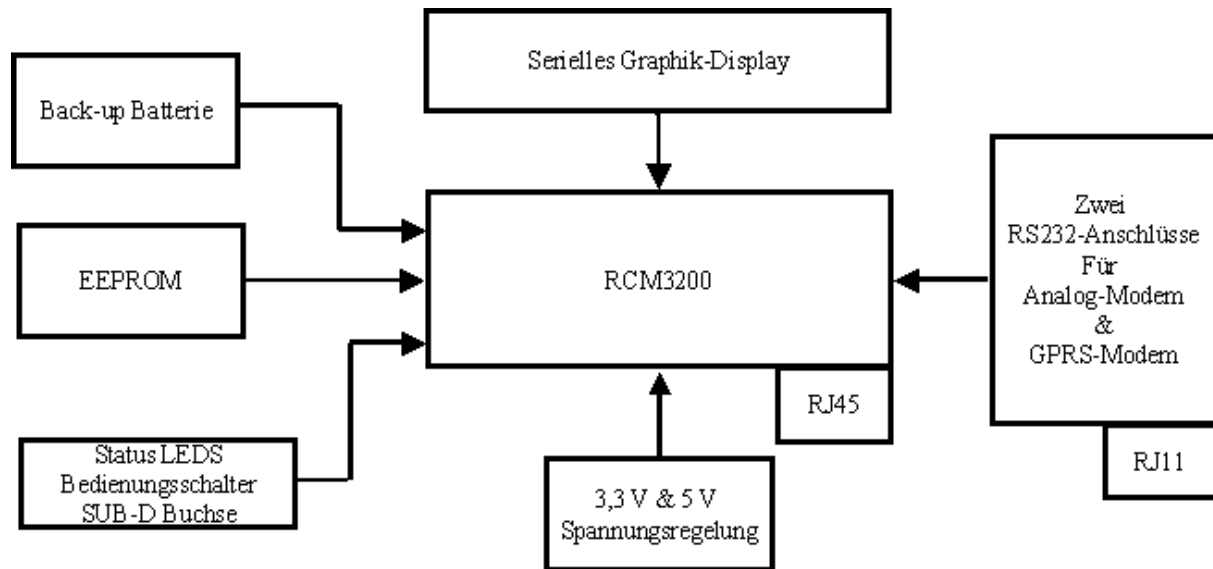 Serielles Graphik-Display
Back-up Batterie
Zwei
RS232-Anschlüsse
Für
Analog-Modem
&
GPRS-Modem
EEPROM
RCM3200
RJ45
RJ11
Status LEDS
Bedienungsschalter
SUB-D Buchse
3,3 V & 5 V
Spannungsregelung